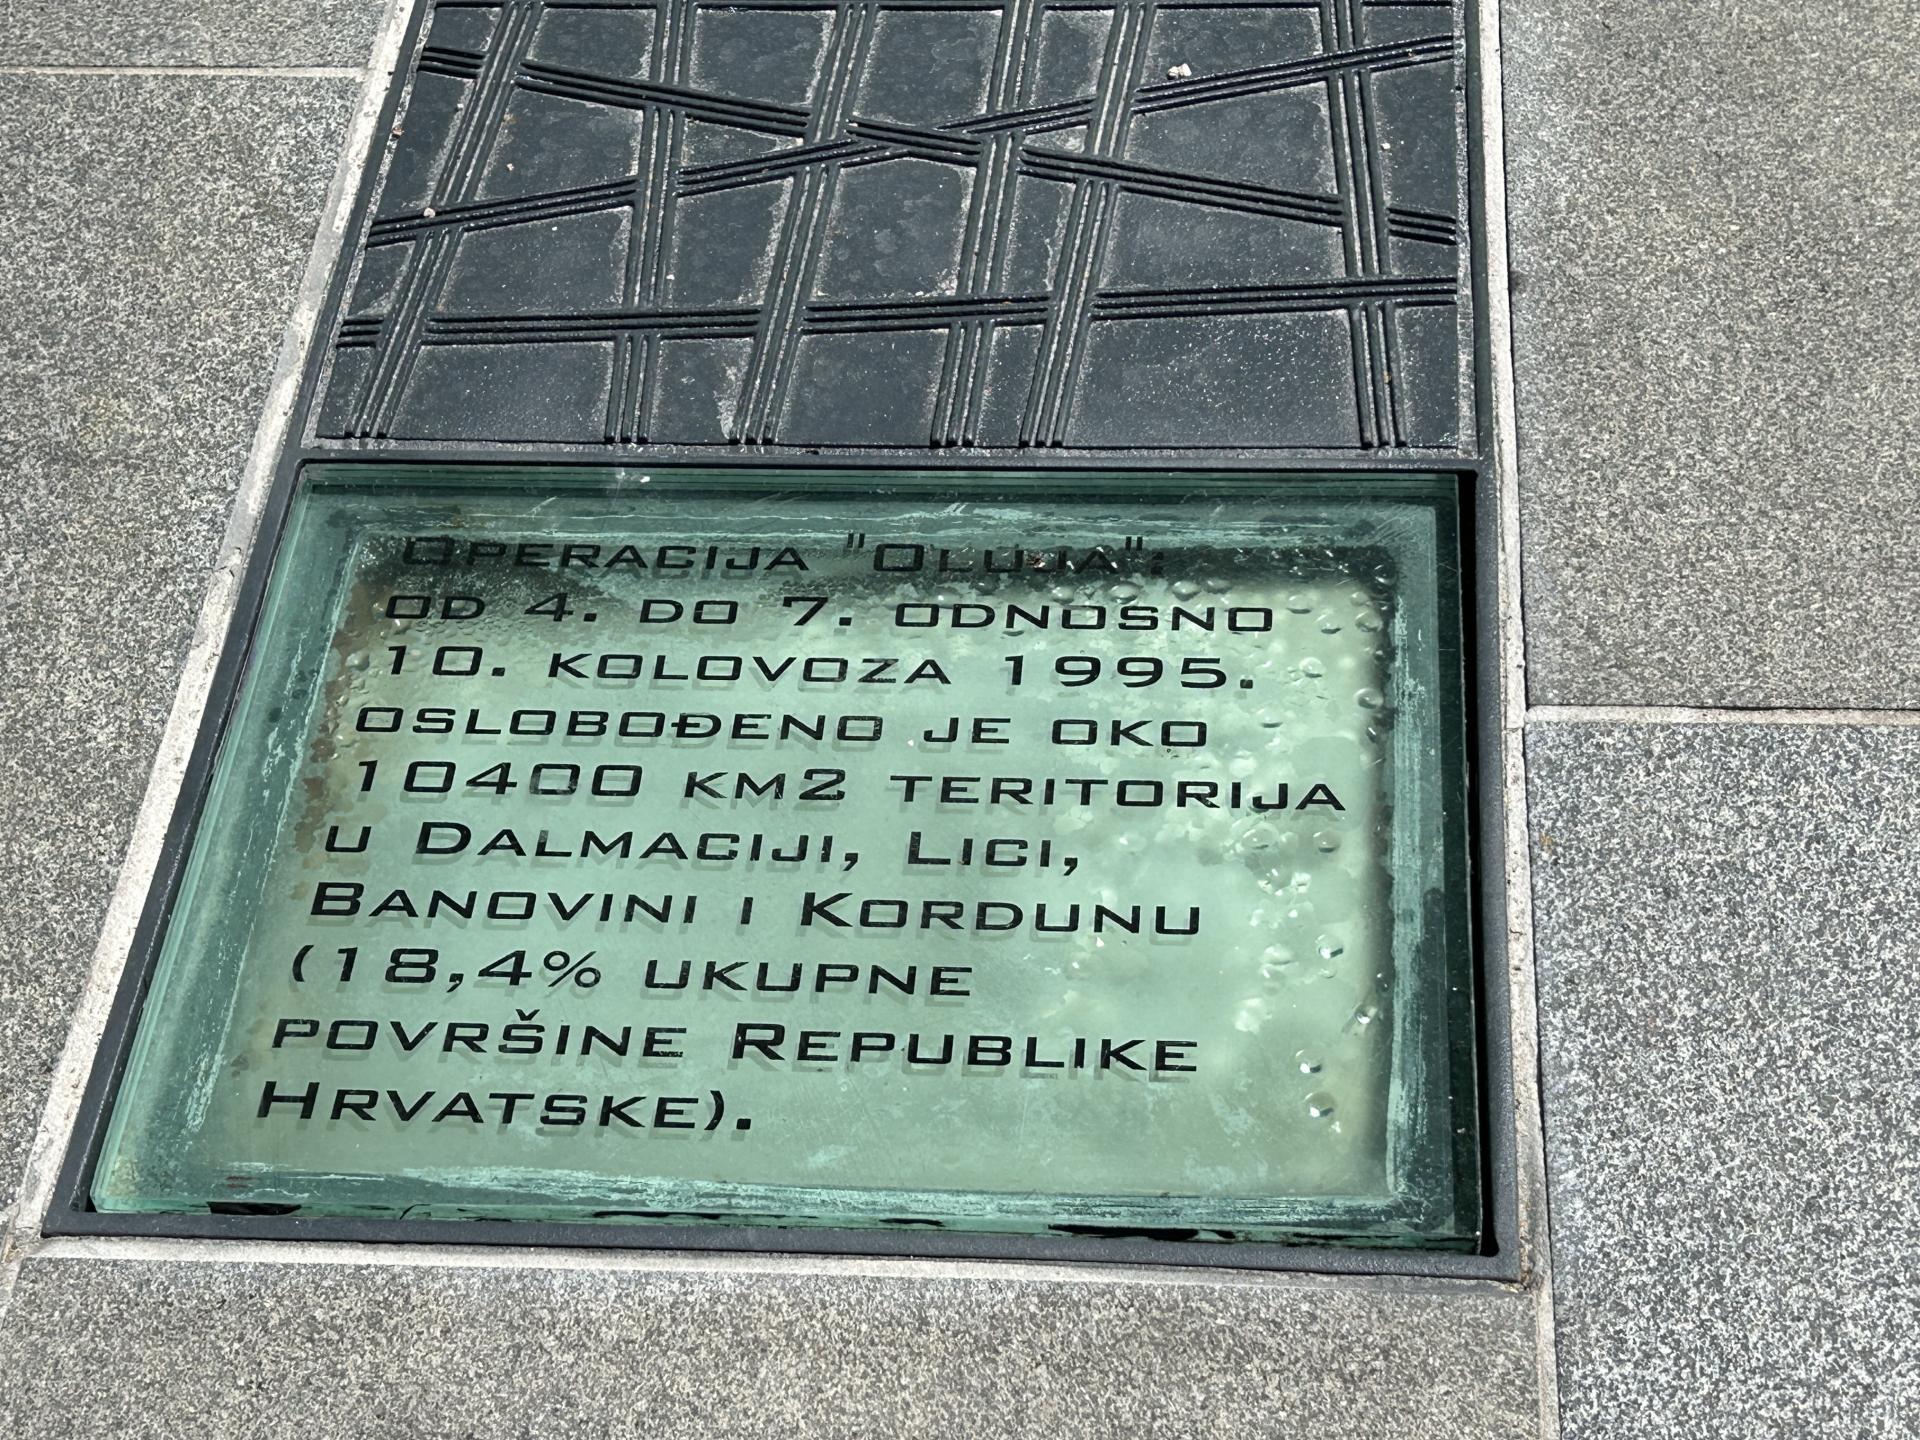 Operacija "Oluja":
od 4. do 7. odnosno
10. kolovoza 1995.
oslobođeno je oko
10400 km2 teritorija
u Dalmaciji, Lici,
Banovini i Kordunu
(18,4% ukupne
površine Republike
Hrvatske).